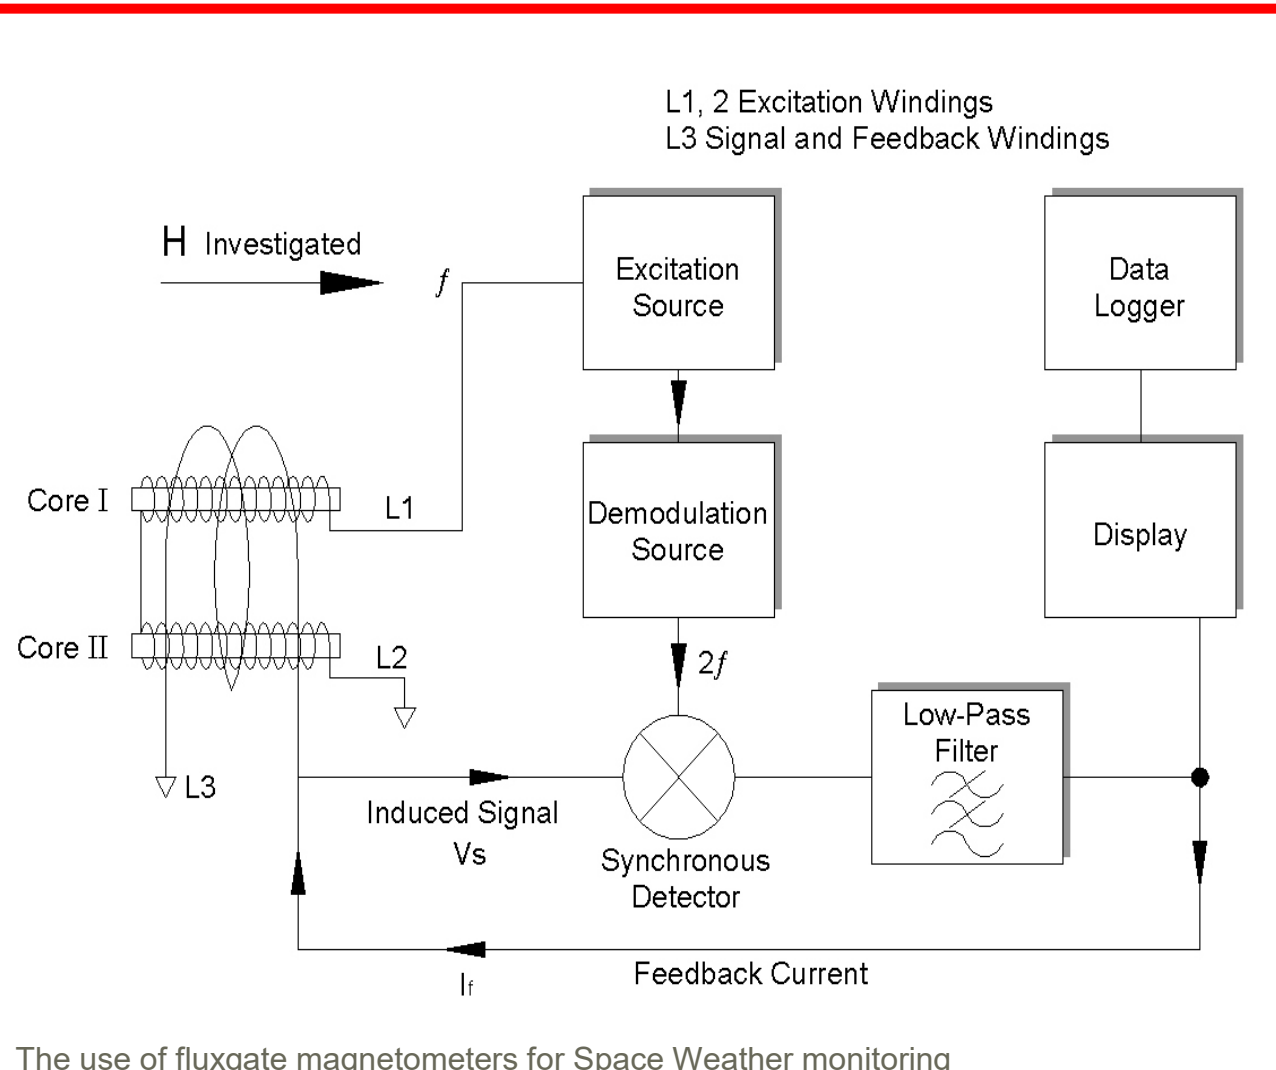 L1, 2 Excitation Windings
L3 Signal and Feedback Windings
H Investigated
f
Excitation
Source
Data
Logger
Core I
L1
Demodulation
Source
Display
Core II
L2
2f
Low-Pass
Filter
L3
Induced Signal
Vs
Synchronous
Detector
If
Feedback Current
The use of fluxgate magnetometers for Space Weather monitoring